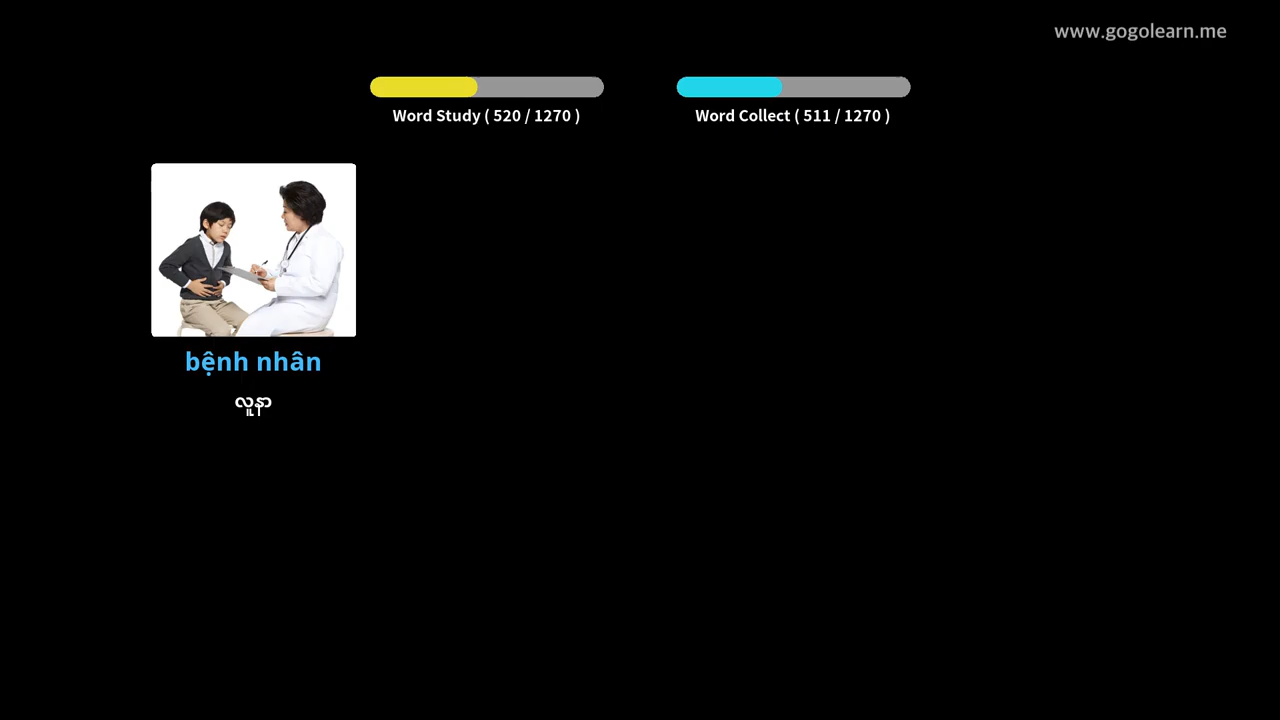 www.gogolearn.me
Word Study ( 520 / 1270 )
Word Collect ( 511 / 1270 )
bệnh nhân
လူနာ